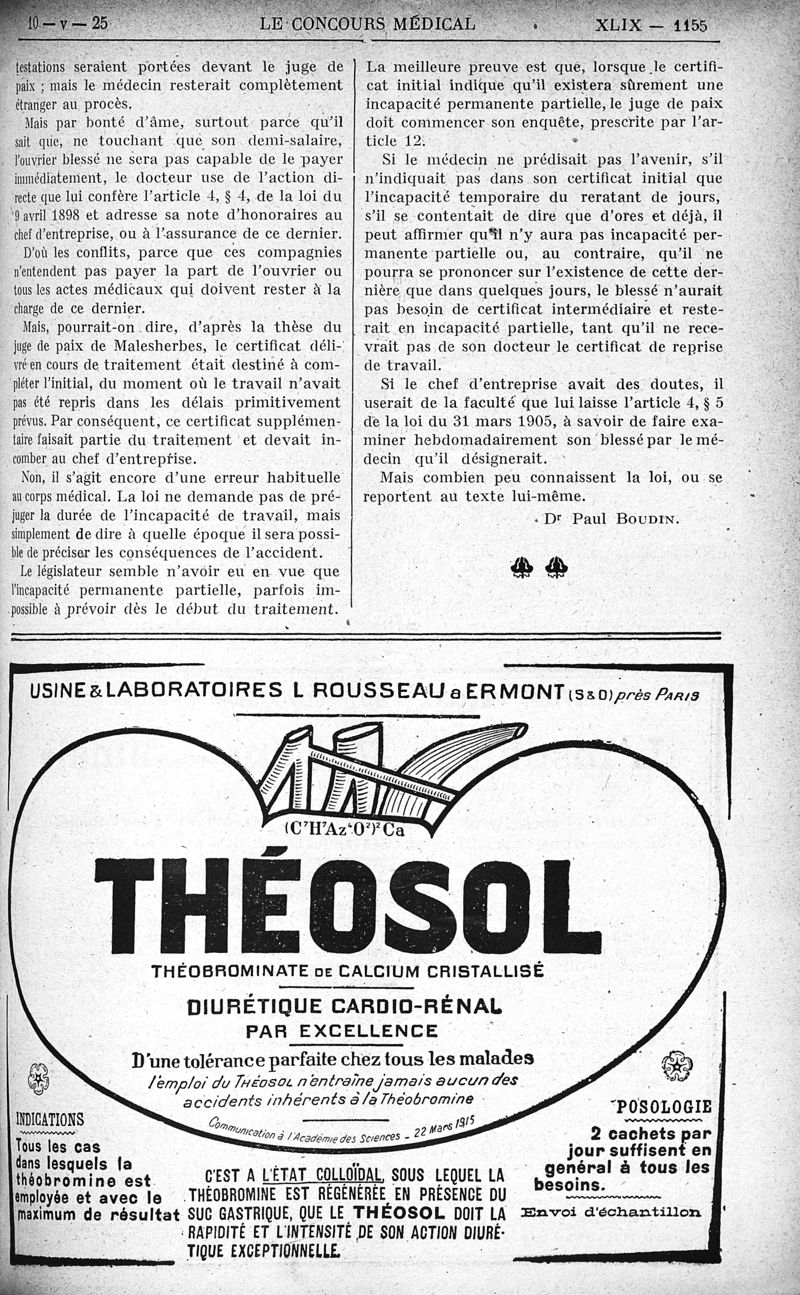 10 — V — 25 LE CONCOURS MÉDICAL XLIX — 1155
testations seraient portées devant le juge de
paix ; mais le médecin resterait complètement
étranger au procès.
Mais par bonté d'âme, surtout parce qu'il
sait que, ne touchant que son demi-salaire,
l'ouvrier blessé ne sera pas capable de le payer
immédiatement, le docteur use de l'action di-
recte que lui confère l'article 4, § 4, de la loi du
9 avril 1898 et adresse sa note d'honoraires au
chef d'entreprise, ou à l'assurance de ce dernier.
D'où les conflits, parce que ces compagnies
n'entendent pas payer la part de l'ouvrier ou
tous les actes médicaux qui doivent rester à la
charge de ce dernier.
Mais, pourrait-on dire, d'après la thèse du
juge de paix de Malesherbes, le certificat déli-
vré en cours de traitement était destiné à com-
pléter l'initial, du moment où le travail n'avait
pas été repris dans les délais primitivement
prévus. Par conséquent, ce certificat supplémen-
taire faisait partie du traitement et devait in-
comber au chef d'entreprise.
Non, il s'agit encore d'une erreur habituelle
au corps médical. La loi ne demande pas de pré-
juger la durée de l'incapacité de travail, mais
simplement de dire à quelle époque il sera possi-
ble de préciser les conséquences de l'accident.
Le législateur semble n'avoir eu en vue que
l'incapacité permanente partielle, parfois im-
possible à prévoir dès le début du traitement.
La meilleure preuve est que, lorsque le certifi-
cat initial indique qu'il existera sûrement une
incapacité permanente partielle, le juge de paix
doit commencer son enquête, prescrite par l'ar-
ticle 12.
Si le médecin ne prédisait pas l'avenir, s'il
n'indiquait pas dans son certificat initial que
l'incapacité temporaire du reratant de jours,
s'il se contentait de dire que d'ores et déjà, il
peut affirmer qu'il n'y aura pas incapacité per-
manente partielle ou, au contraire, qu'il ne
pourra se prononcer sur l'existence de cette der-
nière que dans quelques jours, le blessé n'aurait
pas besoin de certificat intermédiaire et reste-
rait en incapacité partielle, tant qu'il ne rece-
vrait pas de son docteur le certificat de reprise
de travail.
Si le chef d'entreprise avait des doutes, il
userait de la faculté que lui laisse l'article 4, § 5
de la loi du 31 mars 1905, à savoir de faire exa-
miner hebdomadairement son blessé par le mé-
decin qu'il désignerait.
Mais combien peu connaissent la loi, ou se
reportent au texte lui-même.
Dr Paul BOUDIN.
USINE & LABORATOIRES L ROUSSEAU à ERMONT (S&O) près PARIS
(C⁷H⁷Az⁴O²)²Ca
THÉOSOL
THÉOBROMINATE DE CALCIUM CRISTALLISÉ
DIURÉTIQUE CARDIO-RÉNAL
PAR EXCELLENCE
D'une tolérance parfaite chez tous les malades
l'emploi du THÉOSOL n'entraîne jamais aucun des
accidents inhérents à la Théobromine
Communication à l'Académie des Sciences - 22 Mars 1915
INDICATIONS
Tous les cas
dans lesquels la
théobromine est
employée et avec le
maximum de résultat
C'EST A L'ÉTAT COLLOÏDAL, SOUS LEQUEL LA
THÉOBROMINE EST RÉGÉNÉRÉE EN PRÉSENCE DU
SUC GASTRIQUE, QUE LE THÉOSOL DOIT LA
RAPIDITÉ ET L'INTENSITÉ DE SON ACTION DIURÉ-
TIQUE EXCEPTIONNELLE.
POSOLOGIE
2 cachets par
jour suffisent en
général à tous les
besoins.
Envoi d'échantillon